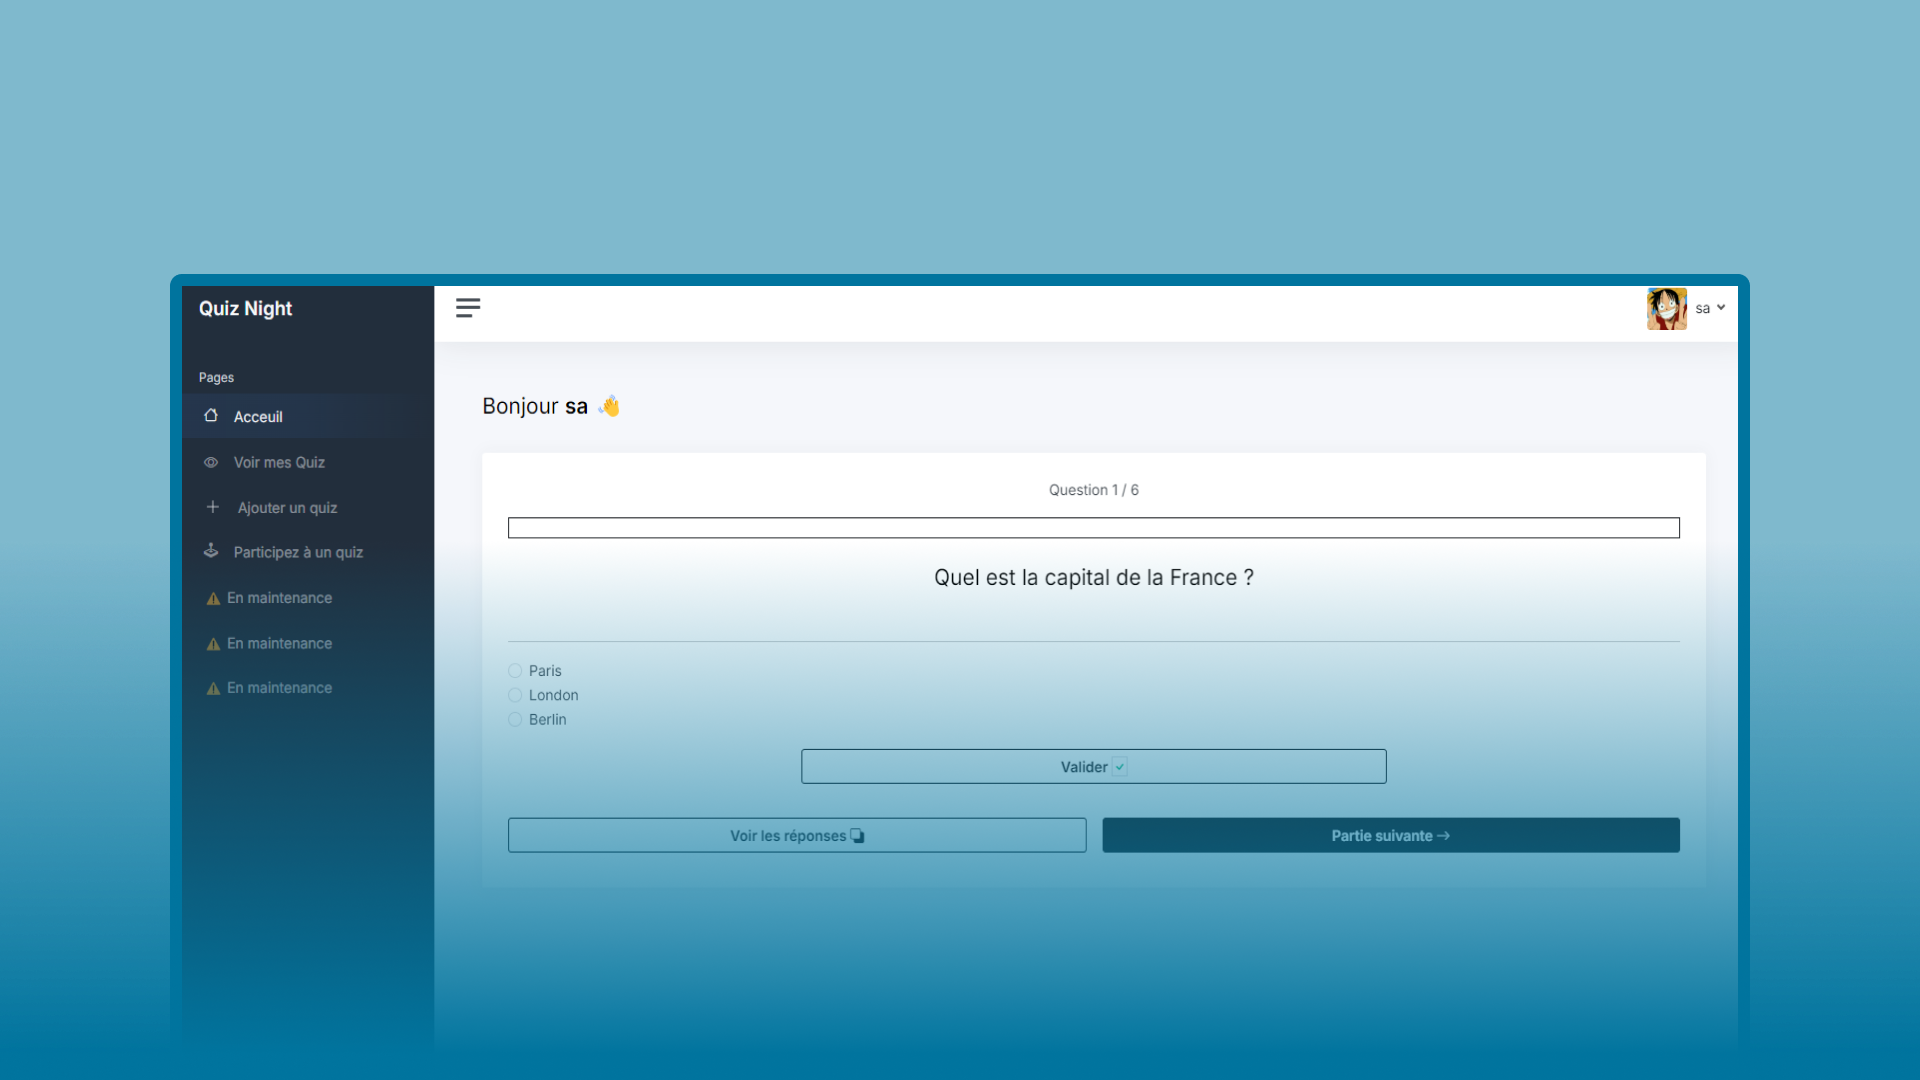 Quiz Night
sa
Pages
Acceuil
Voir mes Quiz
Ajouter un quiz
Participez à un quiz
En maintenance
En maintenance
En maintenance
Bonjour sa 👋
Question 1 / 6
Quel est la capital de la France ?
Paris
London
Berlin
Valider
Voir les réponses
Partie suivante →